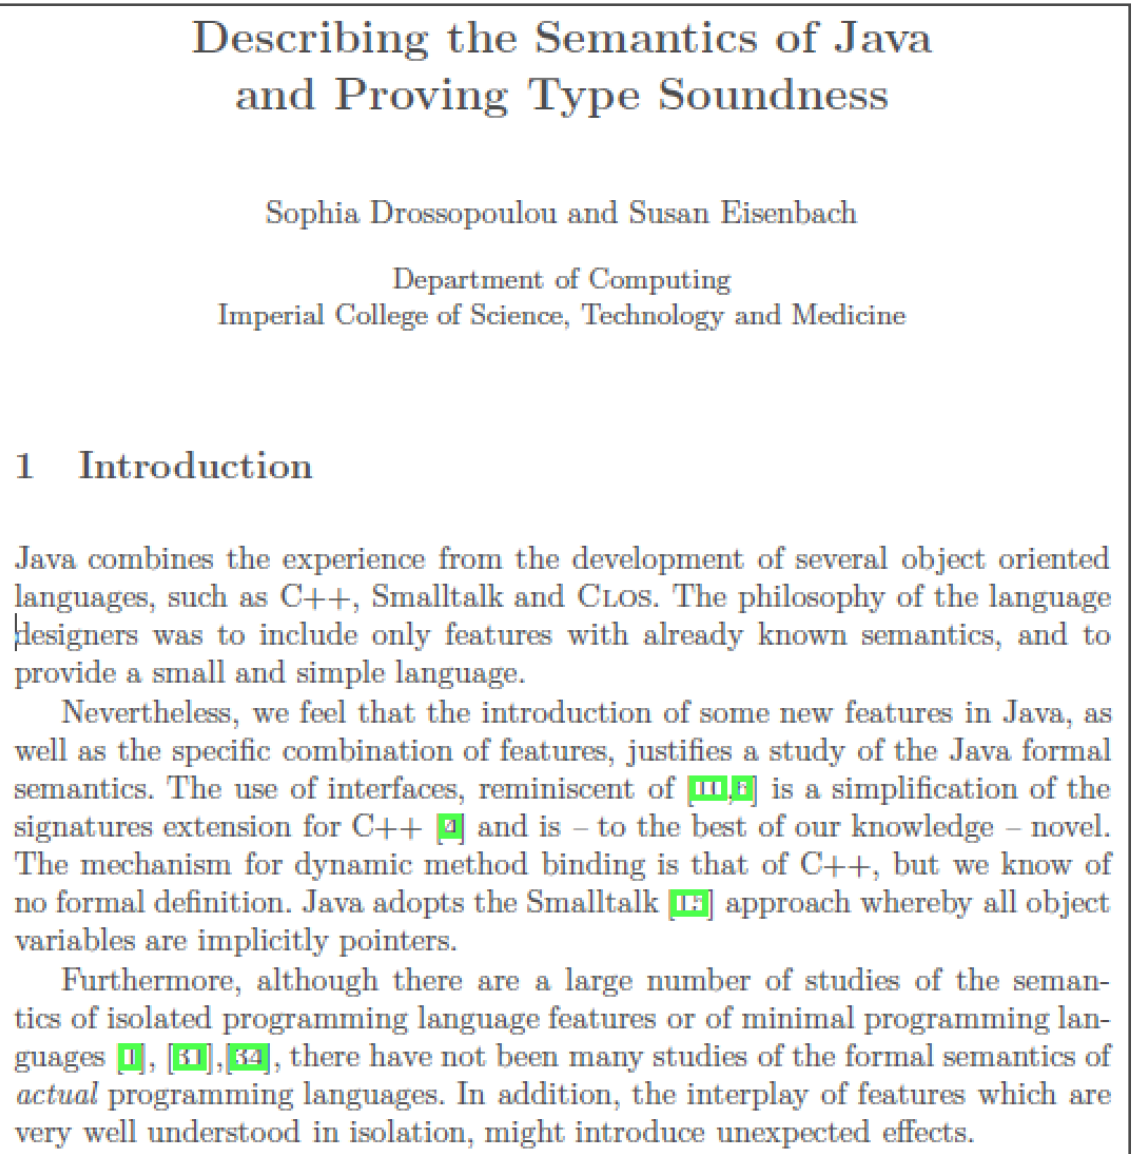 Describing the Semantics of Java
and Proving Type Soundness
Sophia Drossopoulou and Susan Eisenbach
Department of Computing
Imperial College of Science, Technology and Medicine
1 Introduction
Java combines the experience from the development of several object oriented
languages, such as C++, Smalltalk and CLOS. The philosophy of the language
designers was to include only features with already known semantics, and to
provide a small and simple language.
Nevertheless, we feel that the introduction of some new features in Java, as
well as the specific combination of features, justifies a study of the Java formal
semantics. The use of interfaces, reminiscent of [ , ] is a simplification of the
signatures extension for C++ [4] and is – to the best of our knowledge – novel.
The mechanism for dynamic method binding is that of C++, but we know of
no formal definition. Java adopts the Smalltalk [15] approach whereby all object
variables are implicitly pointers.
Furthermore, although there are a large number of studies of the seman-
tics of isolated programming language features or of minimal programming lan-
guages [1], [31],[34], there have not been many studies of the formal semantics of
actual programming languages. In addition, the interplay of features which are
very well understood in isolation, might introduce unexpected effects.